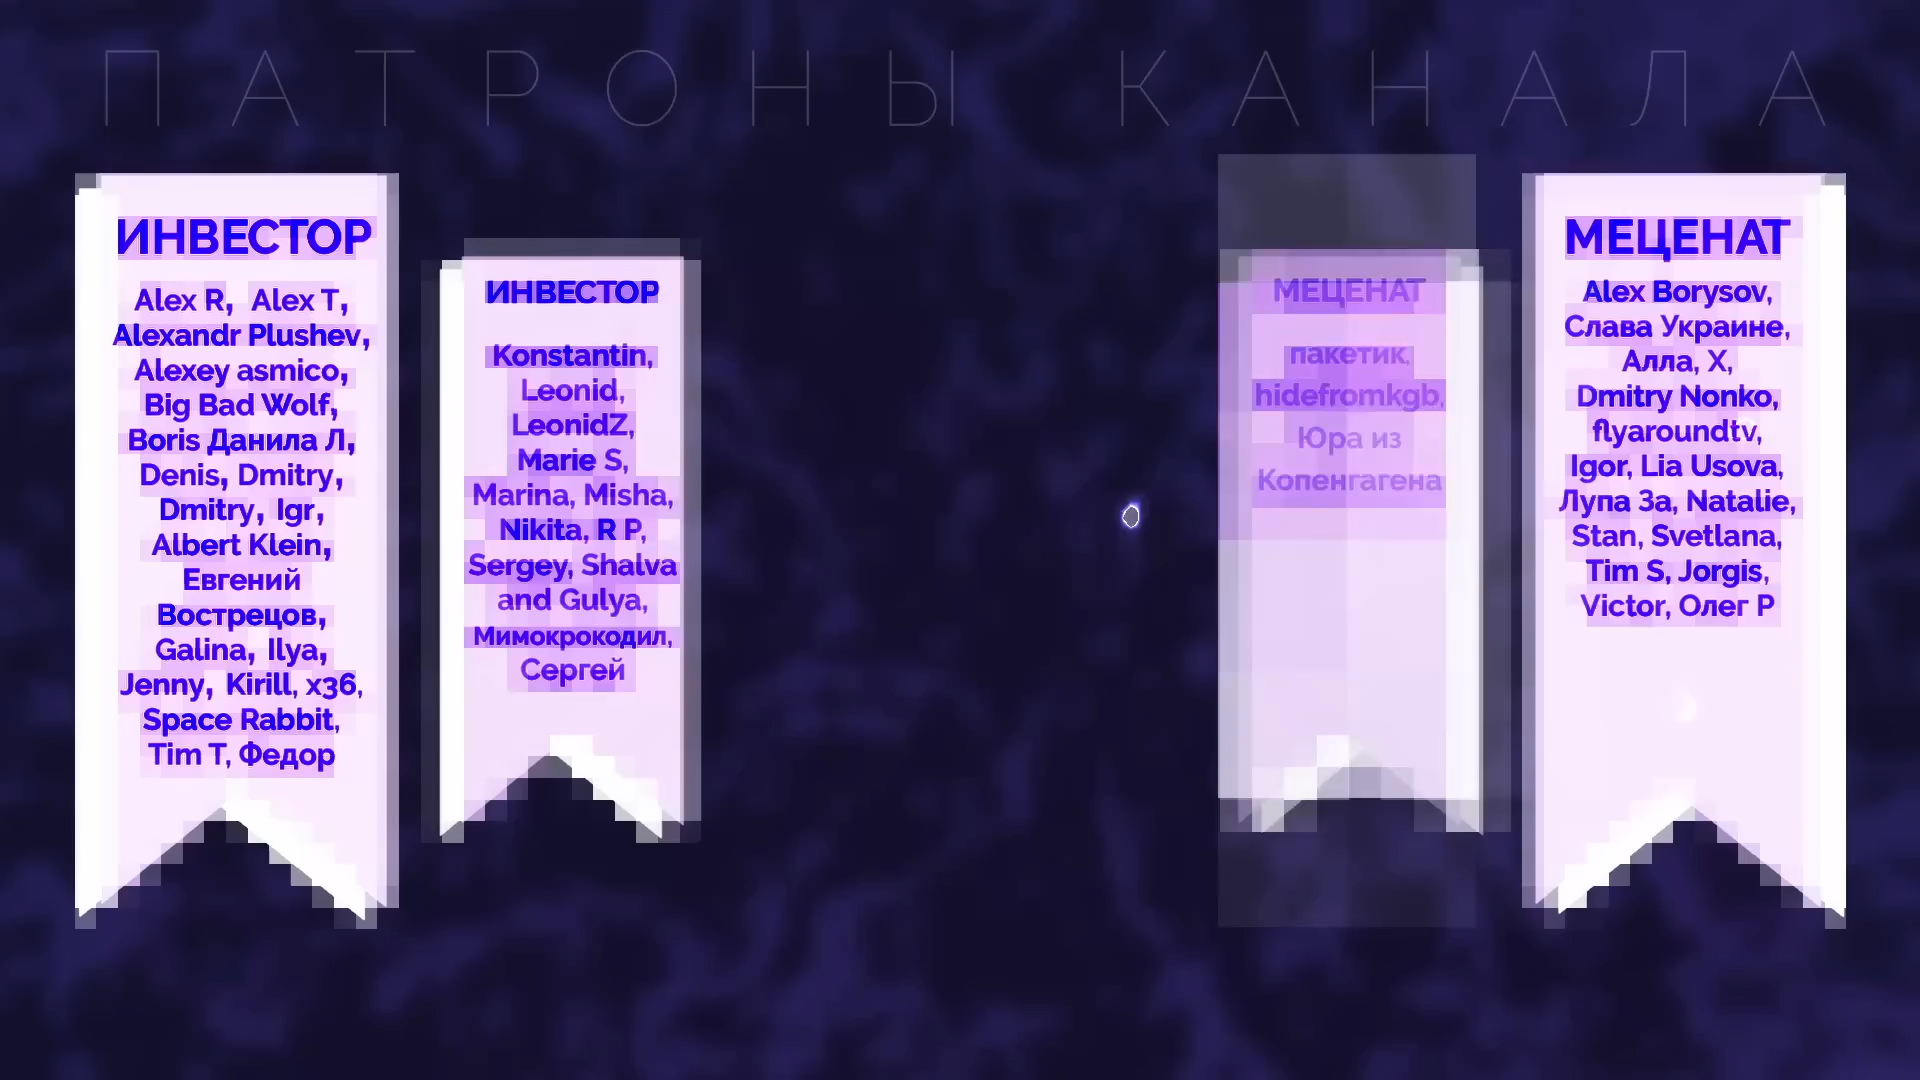 ПАТРОНЫ КАНАЛА
ИНВЕСТОР
Alex R, Alex T,
Alexandr Plushev,
Alexey asmico,
Big Bad Wolf,
Boris Данила Л,
Denis, Dmitry,
Dmitry, Igr,
Albert Klein,
Евгений
Вострецов,
Galina, Ilya,
Jenny, Kirill, x36,
Space Rabbit,
Tim T, Федор
ИНВЕСТОР
Konstantin,
Leonid,
LeonidZ,
Marie S,
Marina, Misha,
Nikita, R P,
Sergey, Shalva
and Gulya,
Мимокрокодил,
Сергей
МЕЦЕНАТ
пакетик,
hidefromkgb,
Юра из
Копенгагена
МЕЦЕНАТ
Alex Borysov,
Слава Украине,
Алла, X,
Dmitry Nonko,
flyaroundtv,
Igor, Lia Usova,
Лупа За, Natalie,
Stan, Svetlana,
Tim S, Jorgis,
Victor, Олег Р